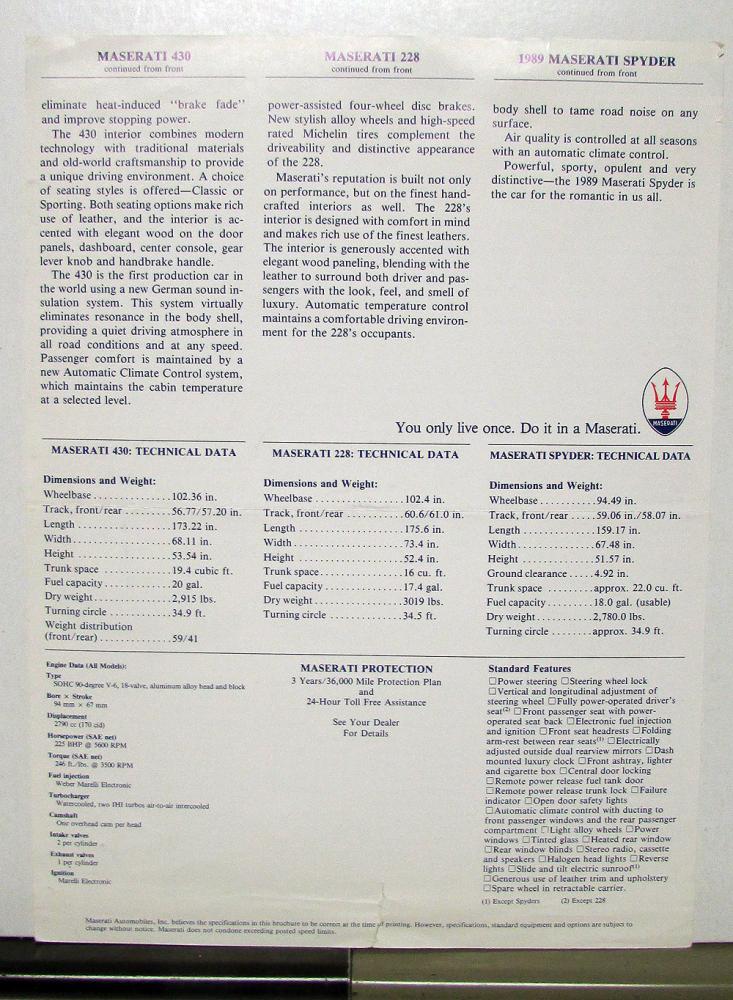 MASERATI 430
continued from front
eliminate heat-induced "brake fade"
and improve stopping power.
The 430 interior combines modern
technology with traditional materials
and old-world craftsmanship to provide
a unique driving environment. A choice
of seating styles is offered—Classic or
Sporting. Both seating options make rich
use of leather, and the interior is ac-
cented with elegant wood on the door
panels, dashboard, center console, gear
lever knob and handbrake handle.
The 430 is the first production car in
the world using a new German sound in-
sulation system. This system virtually
eliminates resonance in the body shell,
providing a quiet driving atmosphere in
all road conditions and at any speed.
Passenger comfort is maintained by a
new Automatic Climate Control system,
which maintains the cabin temperature
at a selected level.
MASERATI 228
continued from front
power-assisted four-wheel disc brakes.
New stylish alloy wheels and high-speed
rated Michelin tires complement the
driveability and distinctive appearance
of the 228.
Maserati's reputation is built not only
on performance, but on the finest hand-
crafted interiors as well. The 228's
interior is designed with comfort in mind
and makes rich use of the finest leathers.
The interior is generously accented with
elegant wood paneling, blending with the
leather to surround both driver and pas-
sengers with the look, feel, and smell of
luxury. Automatic temperature control
maintains a comfortable driving environ-
ment for the 228's occupants.
1989 MASERATI SPYDER
continued from front
body shell to tame road noise on any
surface.
Air quality is controlled at all seasons
with an automatic climate control.
Powerful, sporty, opulent and very
distinctive—the 1989 Maserati Spyder is
the car for the romantic in us all.
You only live once. Do it in a Maserati.
MASERATI
MASERATI 430: TECHNICAL DATA
Dimensions and Weight:
Wheelbase..............102.36 in.
Track, front/rear ......56.77/57.20 in.
Length ................173.22 in.
Width.................68.11 in.
Height ................53.54 in.
Trunk space ...........19.4 cubic ft.
Fuel capacity ..........20 gal.
Dry weight.............2,915 lbs.
Turning circle ..........34.9 ft.
Weight distribution
(front/rear)............59/41
MASERATI 228: TECHNICAL DATA
Dimensions and Weight:
Wheelbase ..............102.4 in.
Track, front/rear ........60.6/61.0 in.
Length .................175.6 in.
Width..................73.4 in.
Height .................52.4 in.
Trunk space.............16 cu. ft.
Fuel capacity ...........17.4 gal.
Dry weight..............3019 lbs.
Turning circle ...........34.5 ft.
MASERATI SPYDER: TECHNICAL DATA
Dimensions and Weight:
Wheelbase..............94.49 in.
Track, front/rear .....59.06 in./58.07 in.
Length ................159.17 in.
Width.................67.48 in.
Height ................51.57 in.
Ground clearance.....4.92 in.
Trunk space .........approx. 22.0 cu. ft.
Fuel capacity ........18.0 gal. (usable)
Dry weight...........2,780.0 lbs.
Turning circle ........approx. 34.9 ft.
Engine Data (All Models):
Type
SOHC 90-degree V-6, 18-valve, aluminum alloy head and block
Bore × Stroke
94 mm × 67 mm
Displacement
2790 cc (170 cid)
Horsepower (SAE net)
225 BHP @ 5600 RPM
Torque (SAE net)
246 ft./lbs. @ 3500 RPM
Fuel injection
Weber Marelli Electronic
Turbocharger
Watercooled, two IHI turbos air-to-air intercooled
Camshaft
One overhead cam per head
Intake valves
2 per cylinder
Exhaust valves
1 per cylinder
Ignition
Marelli Electronic
MASERATI PROTECTION
3 Years/36,000 Mile Protection Plan
and
24-Hour Toll Free Assistance
See Your Dealer
For Details
Standard Features
□Power steering □Steering wheel lock
□Vertical and longitudinal adjustment of
steering wheel □Fully power-operated driver's
seat(2) □Front passenger seat with power-
operated seat back □Electronic fuel injection
and ignition □Front seat headrests □Folding
arm-rest between rear seats(1) □Electrically
adjusted outside dual rearview mirrors □Dash
mounted luxury clock □Front ashtray, lighter
and cigarette box □Central door locking
□Remote power release fuel tank door
□Remote power release trunk lock □Failure
indicator □Open door safety lights
□Automatic climate control with ducting to
front passenger windows and the rear passenger
compartment □Light alloy wheels □Power
windows □Tinted glass □Heated rear window
□Rear window blinds □Stereo radio, cassette
and speakers □Halogen head lights □Reverse
lights □Slide and tilt electric sunroof(1)
□Generous use of leather trim and upholstery
□Spare wheel in retractable carrier.
(1) Except Spyders (2) Except 228
Maserati Automobiles, Inc. believes the specifications in this brochure to be correct at the time of printing. However, specifications, standard equipment and options are subject to
change without notice. Maserati does not condone exceeding posted speed limits.